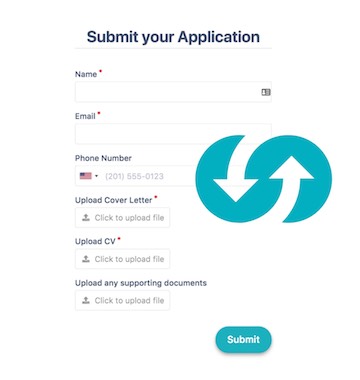 Submit your Application
Name *
Email *
Phone Number
(201) 555-0123
Upload Cover Letter *
Click to upload file
Upload CV *
Click to upload file
Upload any supporting documents
Click to upload file
Submit